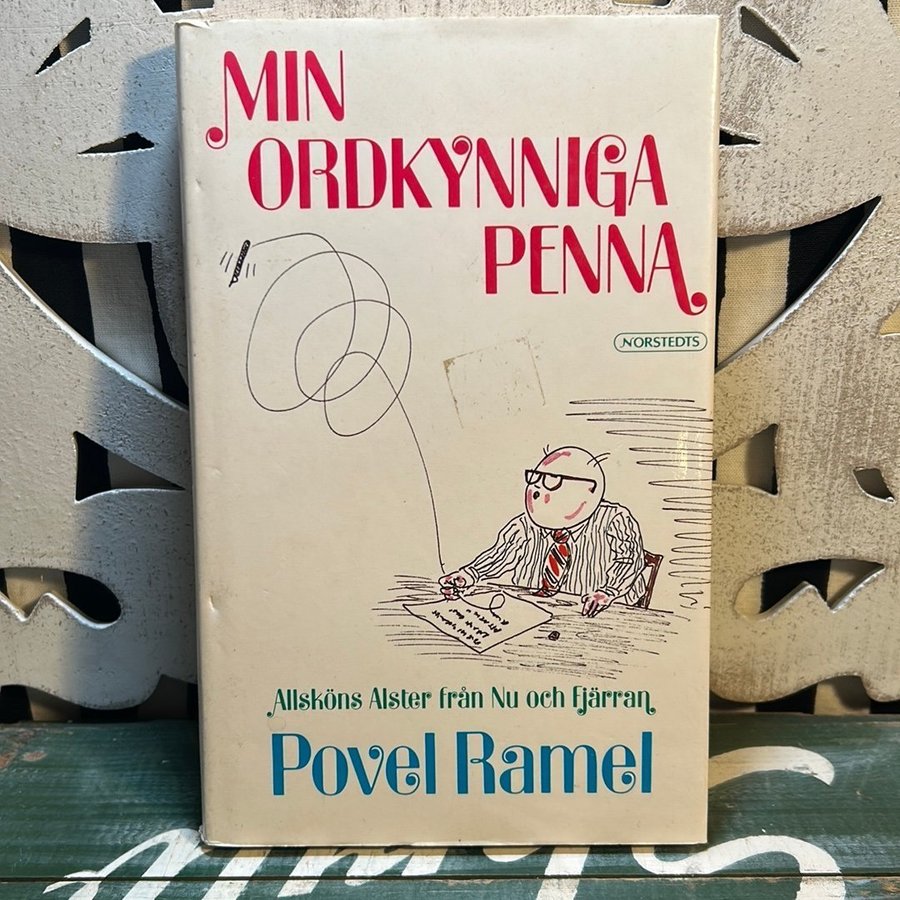 MIN
ORDKYNNIGA
PENNA
NORSTEDTS
Allsköns Alster från Nu och Fjärran
Povel Ramel